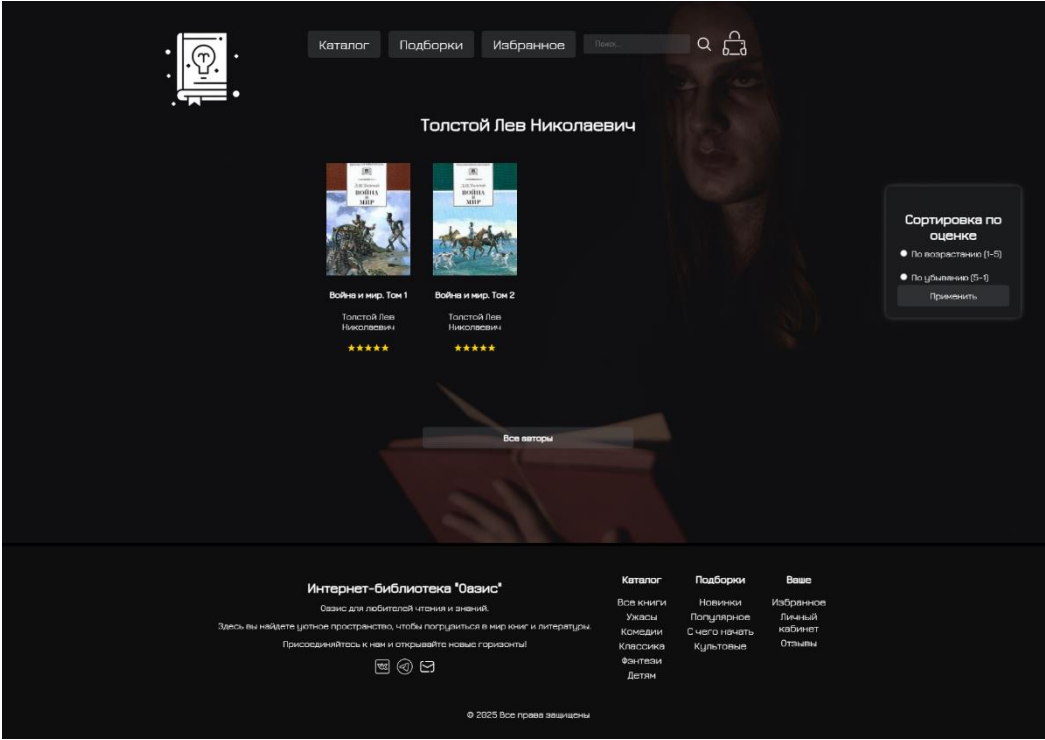 Каталог
Подборки
Избранное
Поиск...
Толстой Лев Николаевич
ВОЙНА
И
МИР
ВОЙНА
И
МИР
Война и мир. Том 1
Толстой Лев
Николаевич
★★★★★
Война и мир. Том 2
Толстой Лев
Николаевич
★★★★★
Сортировка по
оценке
По возрастанию (1-5)
По убыванию (5-1)
Применить
Все авторы
Интернет-библиотека "Оазис"
Оазис для любителей чтения и знаний.
Здесь вы найдете уютное пространство, чтобы погрузиться в мир книг и литературы.
Присоединяйтесь к нам и открывайте новые горизонты!
Каталог
Все книги
Ужасы
Комедии
Классика
Фэнтези
Детям
Подборки
Новинки
Популярное
С чего начать
Культовые
Ваше
Избранное
Личный
кабинет
Отзывы
© 2025 Все права защищены